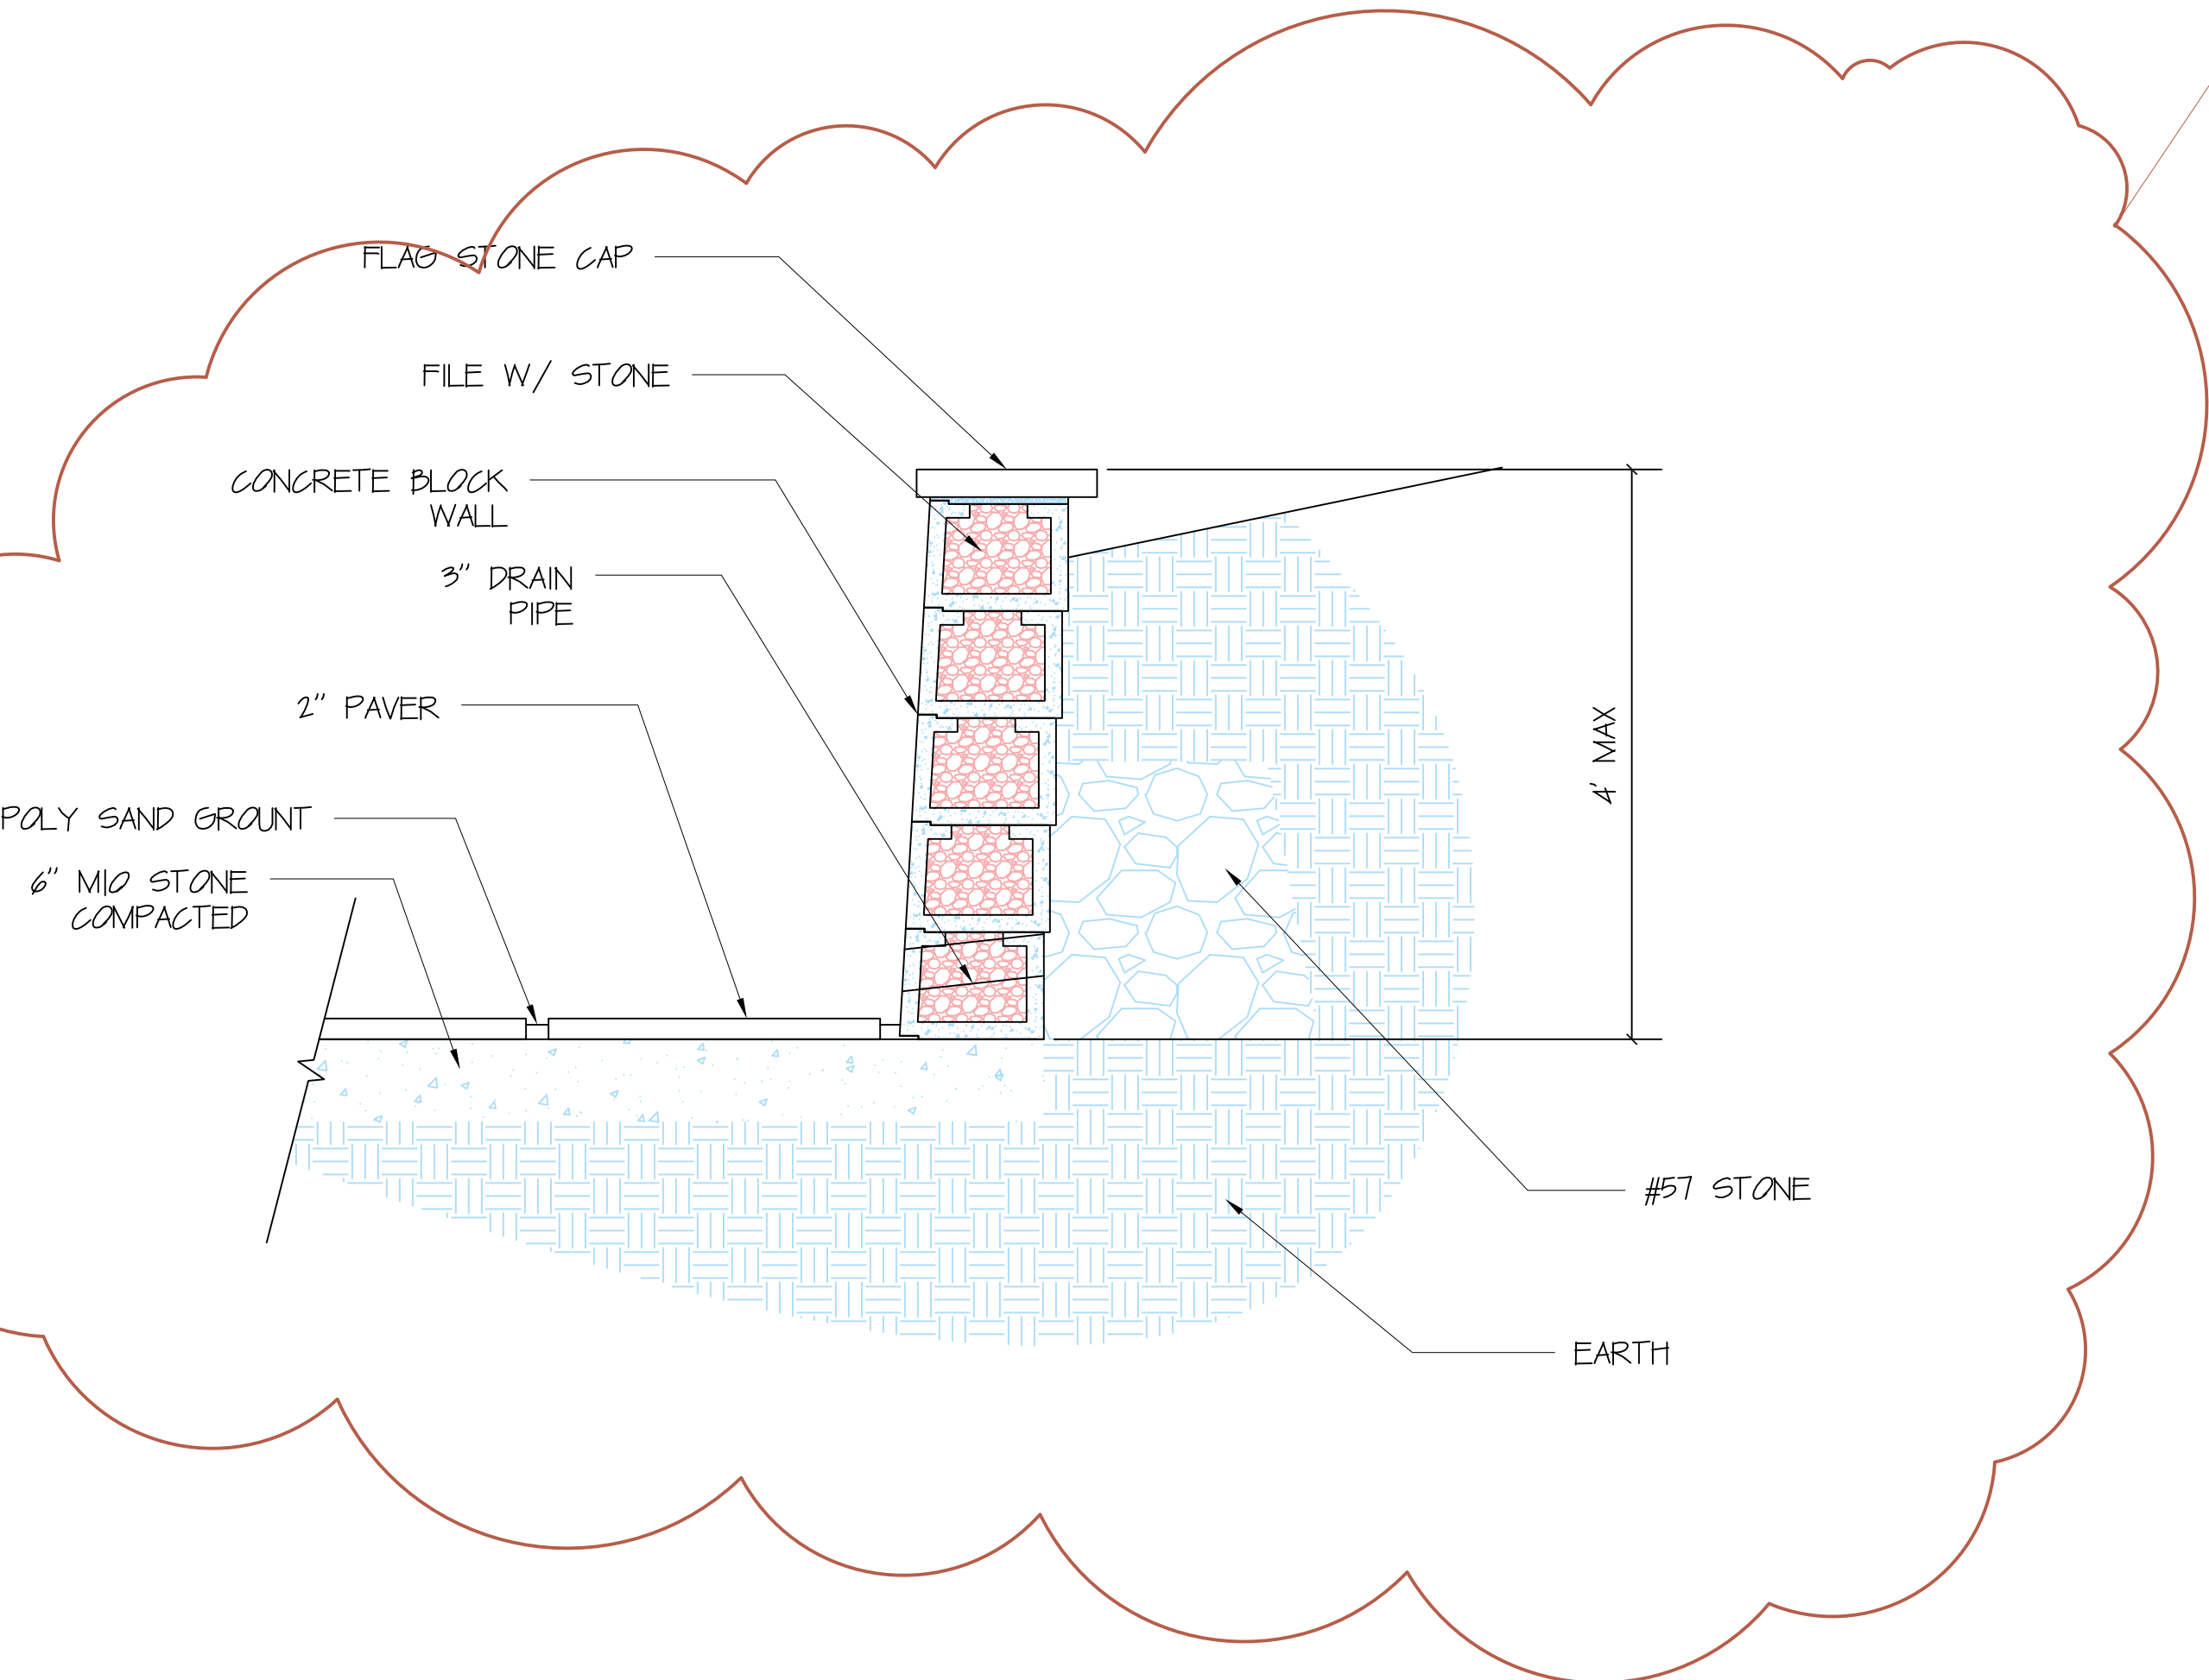 FLAG STONE CAP
FILE W/ STONE
CONCRETE BLOCK
WALL
3" DRAIN
PIPE
2" PAVER
POLY SAND GROUNT
6" MIO STONE
COMPACTED
4' MAX
#57 STONE
EARTH